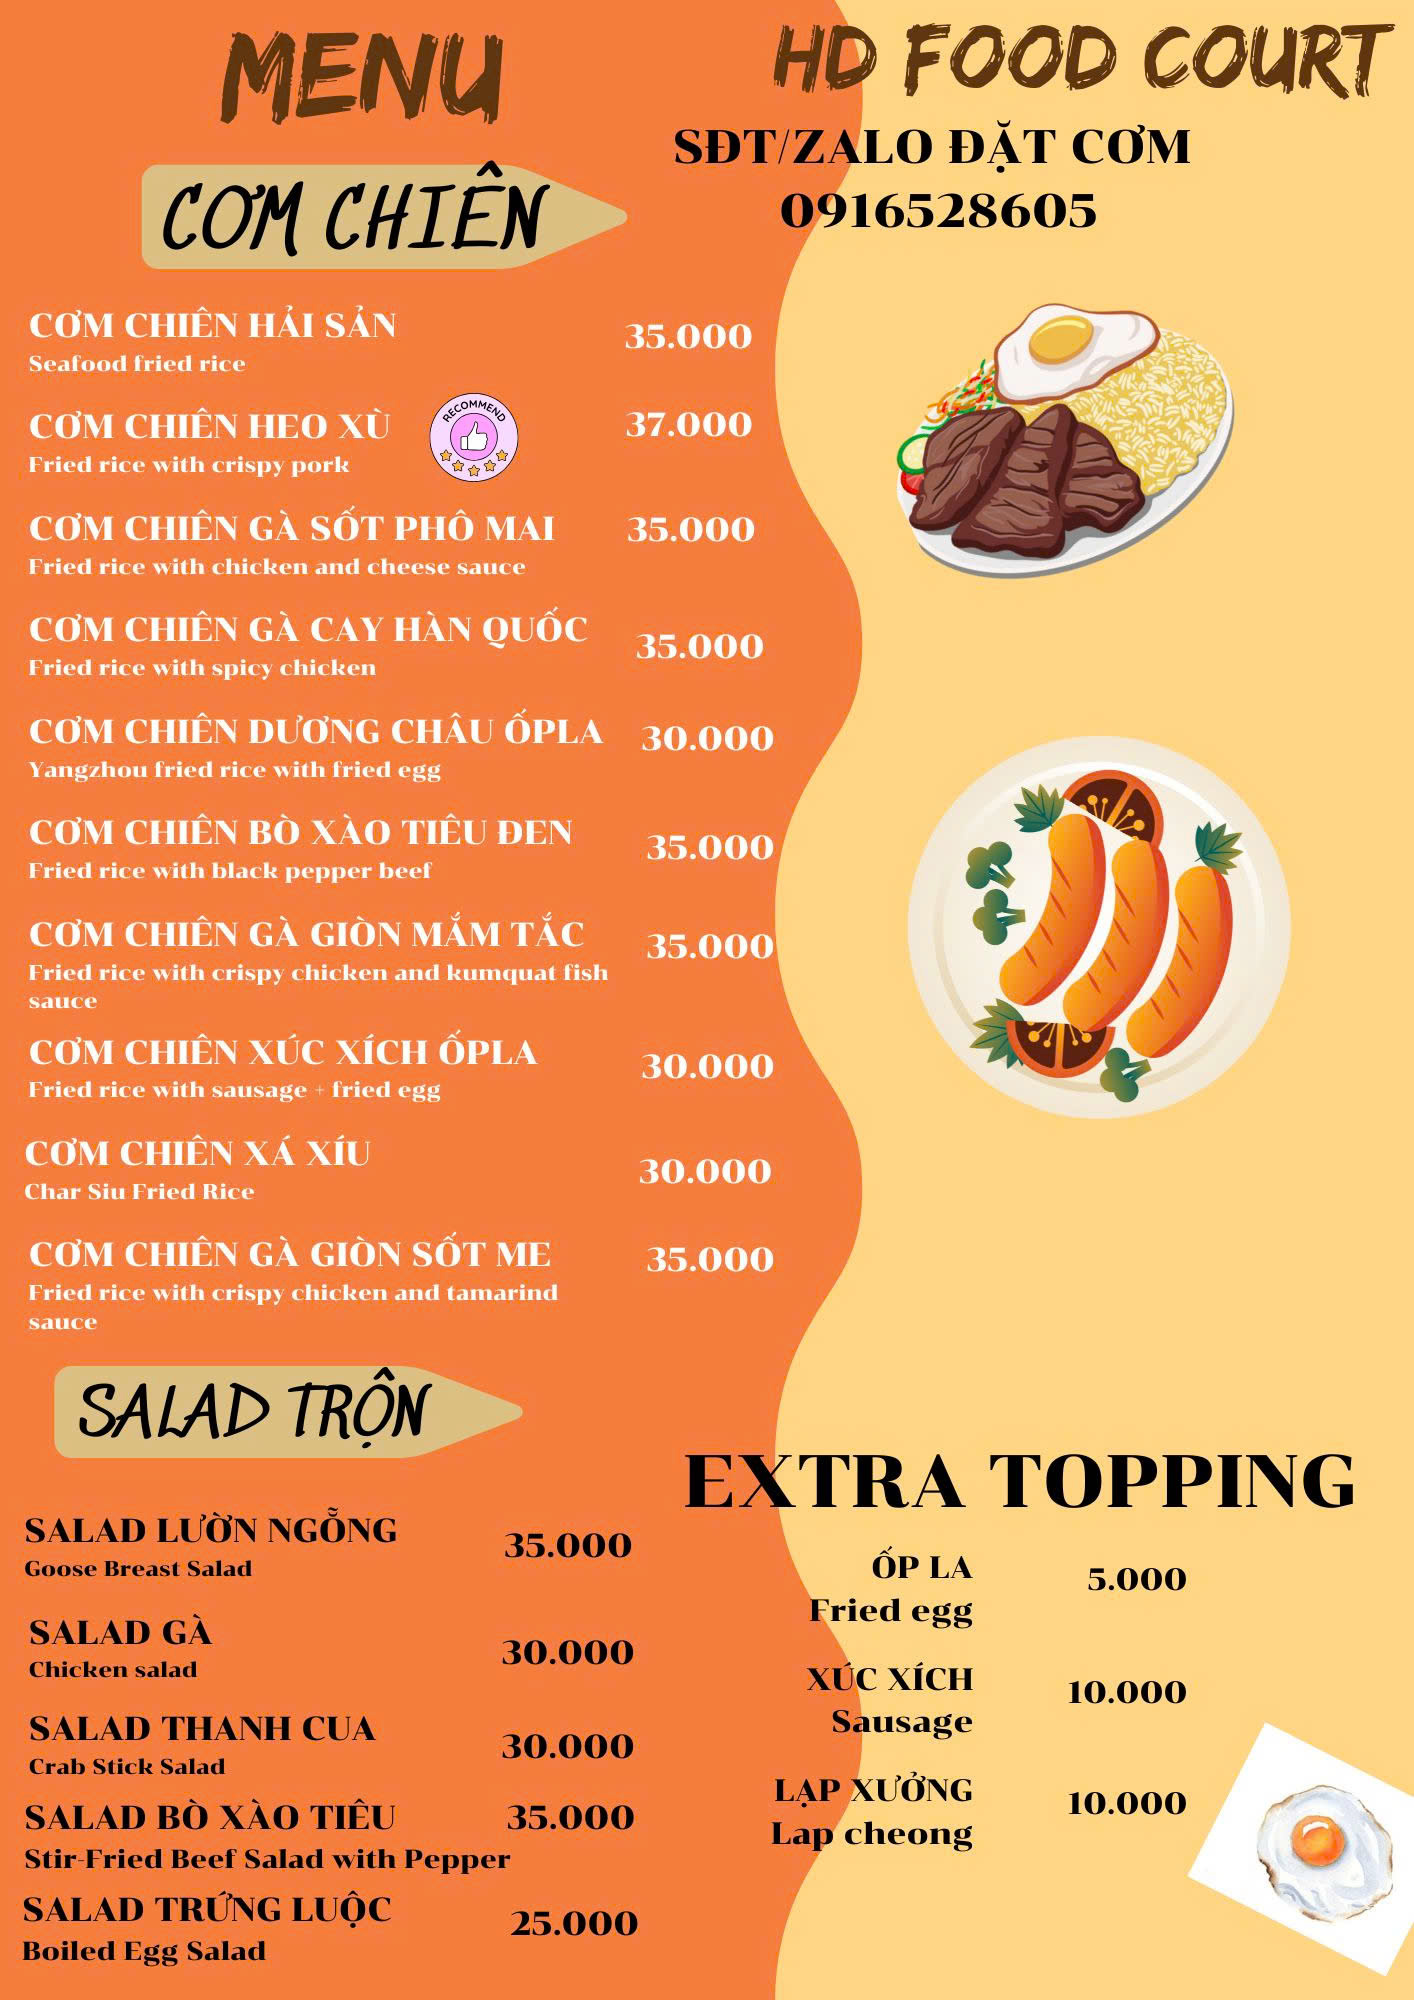 MENU
HD FOOD COURT
SĐT/ZALO ĐẶT CƠM
0916528605
CƠM CHIÊN
CƠM CHIÊN HẢI SẢN 35.000
Seafood fried rice
CƠM CHIÊN HEO XÙ 37.000
RECOMMEND
Fried rice with crispy pork
CƠM CHIÊN GÀ SỐT PHÔ MAI 35.000
Fried rice with chicken and cheese sauce
CƠM CHIÊN GÀ CAY HÀN QUỐC 35.000
Fried rice with spicy chicken
CƠM CHIÊN DƯƠNG CHÂU ỐPLA 30.000
Yangzhou fried rice with fried egg
CƠM CHIÊN BÒ XÀO TIÊU ĐEN 35.000
Fried rice with black pepper beef
CƠM CHIÊN GÀ GIÒN MẮM TẮC 35.000
Fried rice with crispy chicken and kumquat fish
sauce
CƠM CHIÊN XÚC XÍCH ỐPLA 30.000
Fried rice with sausage + fried egg
CƠM CHIÊN XÁ XÍU 30.000
Char Siu Fried Rice
CƠM CHIÊN GÀ GIÒN SỐT ME 35.000
Fried rice with crispy chicken and tamarind
sauce
SALAD TRỘN
SALAD LƯỜN NGỖNG 35.000
Goose Breast Salad
SALAD GÀ 30.000
Chicken salad
SALAD THANH CUA 30.000
Crab Stick Salad
SALAD BÒ XÀO TIÊU 35.000
Stir-Fried Beef Salad with Pepper
SALAD TRỨNG LUỘC 25.000
Boiled Egg Salad
EXTRA TOPPING
ỐP LA 5.000
Fried egg
XÚC XÍCH 10.000
Sausage
LẠP XƯỞNG 10.000
Lap cheong